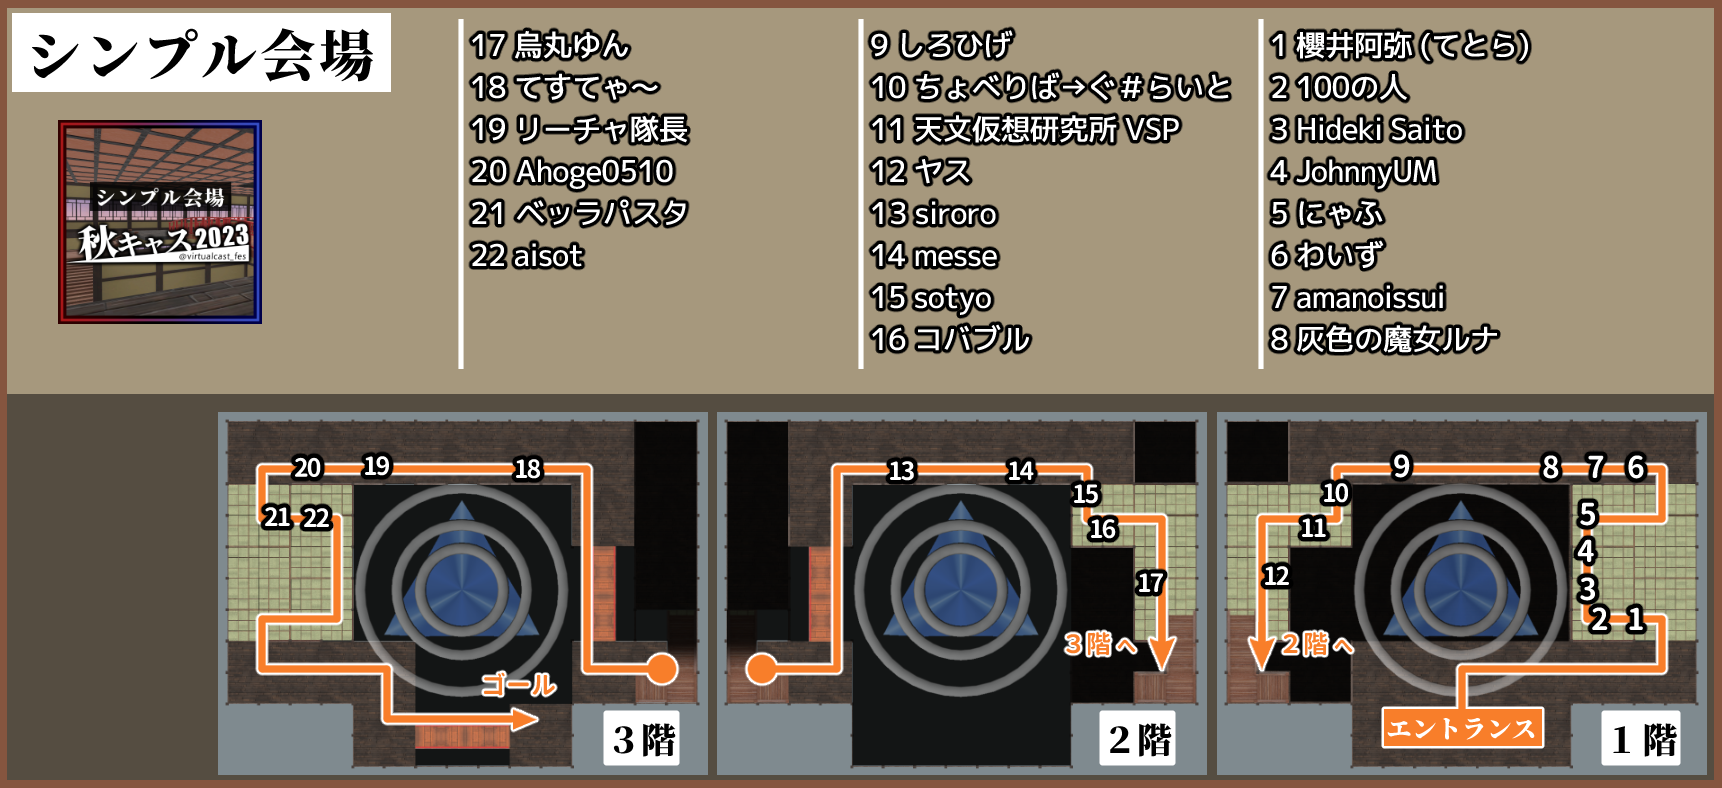 シンプル会場
シンプル会場
秋キャス2023
@virtualcast_fes
1 櫻井阿弥 (てとら)
2 100の人
3 Hideki Saito
4 JohnnyUM
5 にゃふ
6 わいず
7 amanoissui
8 灰色の魔女ルナ
9 しろひげ
10 ちょべりば→ぐ#らいと
11 天文仮想研究所 VSP
12 ヤス
13 siroro
14 messe
15 sotyo
16 コバブル
17 烏丸ゆん
18 てすてゃ〜
19 リーチャ隊長
20 Ahoge0510
21 ベッラパスタ
22 aisot
9
8
7
6
10
5
11
4
12
3
2
1
2階へ
エントランス
1階
13
14
15
16
17
3階へ
2階
20
19
18
21
22
ゴール
3階